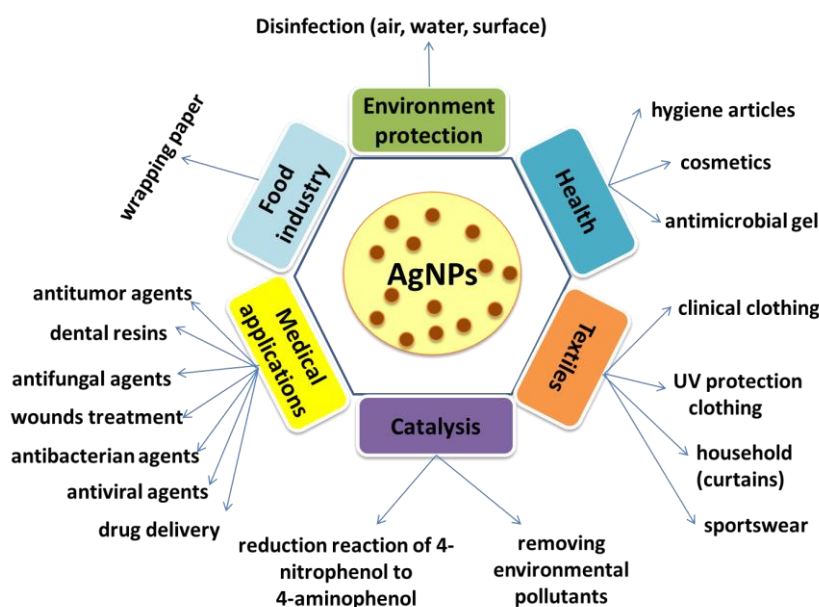 Disinfection (air, water, surface)
Environment
protection
wrapping paper
Food
industry
Health
hygiene articles
cosmetics
antimicrobial gel
AgNPs
Medical
applications
antitumor agents
dental resins
antifungal agents
wounds treatment
antibacterian agents
antiviral agents
drug delivery
Textiles
clinical clothing
UV protection
clothing
household
(curtains)
sportswear
Catalysis
reduction reaction of 4-
nitrophenol to
4-aminophenol
removing
environmental
pollutants